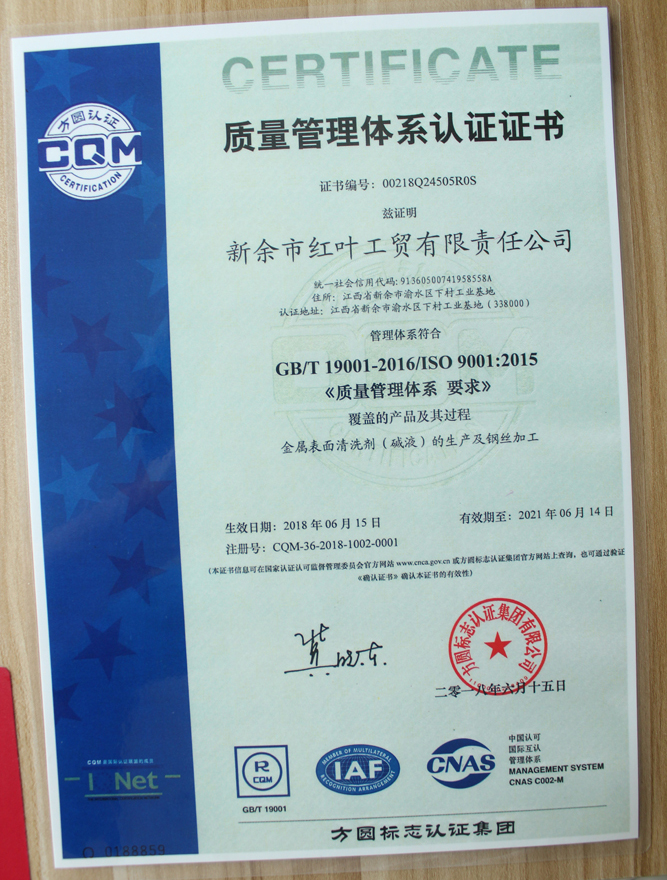 CERTIFICATE
方圆认证
CQM
CERTIFICATION
质量管理体系认证证书
证书编号：00218Q24505R0S
兹证明
新余市红叶工贸有限责任公司
统一社会信用代码:91360500741958558A
住所：江西省新余市渝水区下村工业基地
认证地址：江西省新余市渝水区下村工业基地（338000）
管理体系符合
GB/T 19001-2016/ISO 9001:2015
《质量管理体系 要求》
覆盖的产品及其过程
金属表面清洗剂（碱液）的生产及钢丝加工
生效日期：2018 年 06 月 15 日
有效期至：2021 年 06 月 14 日
注册号：CQM-36-2018-1002-0001
（本证书信息可在国家认证认可监督管理委员会官方网站 www.cnca.gov.cn 或方圆标志认证集团官方网站上查询，也可通过验证
《确认证书》确认本证书的有效性）
方圆标志认证集团有限公司
二零一八年六月十五日
R
CQM
GB/T 19001
MEMBER OF MULTILATERAL
IAF
RECOGNITION ARRANGEMENT
CNAS
中国认可
国际互认
管理体系
MANAGEMENT SYSTEM
CNAS C002-M
I Net
0188859
方圆标志认证集团